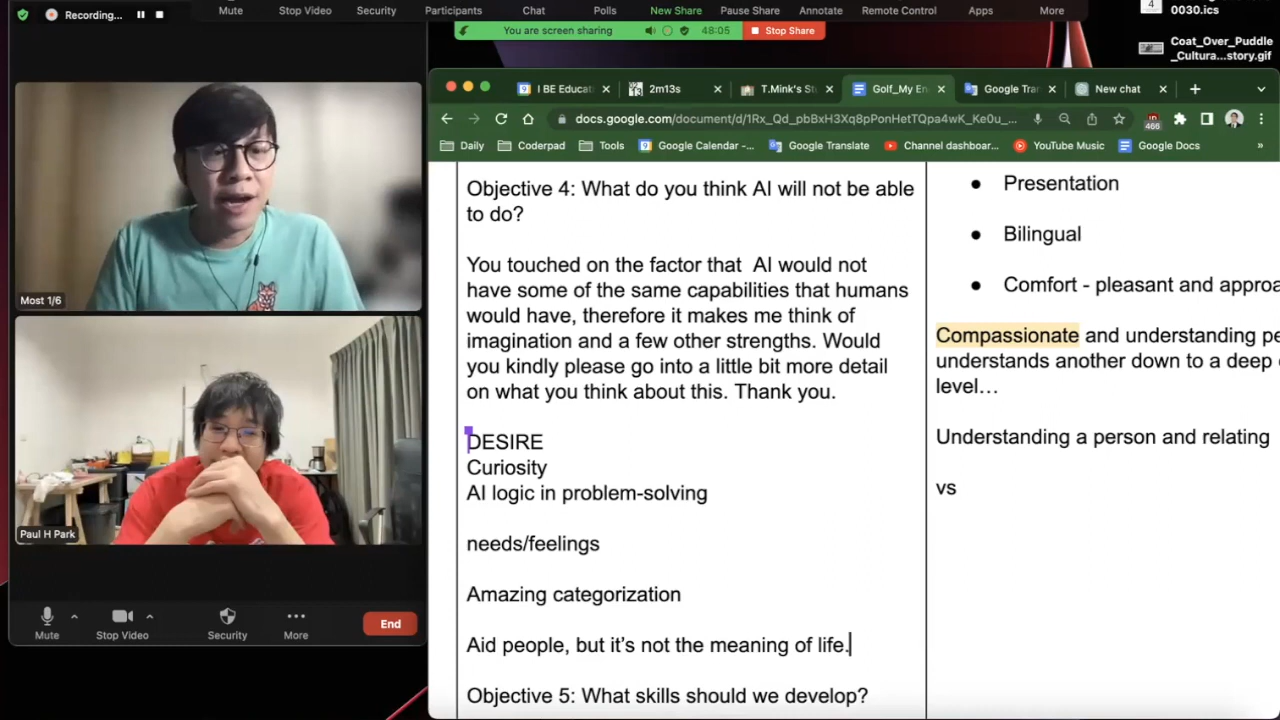 Recording...
Mute
Stop Video
Security
Participants
Chat
Polls
New Share
Pause Share
Annotate
Remote Control
Apps
More
You are screen sharing
48:05
Stop Share
4
0030.ics
Coat_Over_Puddle
_Cultura...story.gif
I BE Educat
2m13s
T.Mink's St
Golf_My En
Google Tran
New chat
docs.google.com/document/d/1Rx_Qd_pbBxH3Xq8pPonHetTQpa4wK_Ke0u_...
466
Daily
Coderpad
Tools
Google Calendar -...
Google Translate
Channel dashboar...
YouTube Music
Google Docs
»
Most 1/6
Paul H Park
Mute
Stop Video
Security
More
End
Objective 4: What do you think AI will not be able
to do?
You touched on the factor that  AI would not
have some of the same capabilities that humans
would have, therefore it makes me think of
imagination and a few other strengths. Would
you kindly please go into a little bit more detail
on what you think about this. Thank you.
DESIRE
Curiosity
AI logic in problem-solving
needs/feelings
Amazing categorization
Aid people, but it's not the meaning of life.
Objective 5: What skills should we develop?
● Presentation
● Bilingual
● Comfort - pleasant and approa
Compassionate and understanding pe
understands another down to a deep
level…
Understanding a person and relating
vs